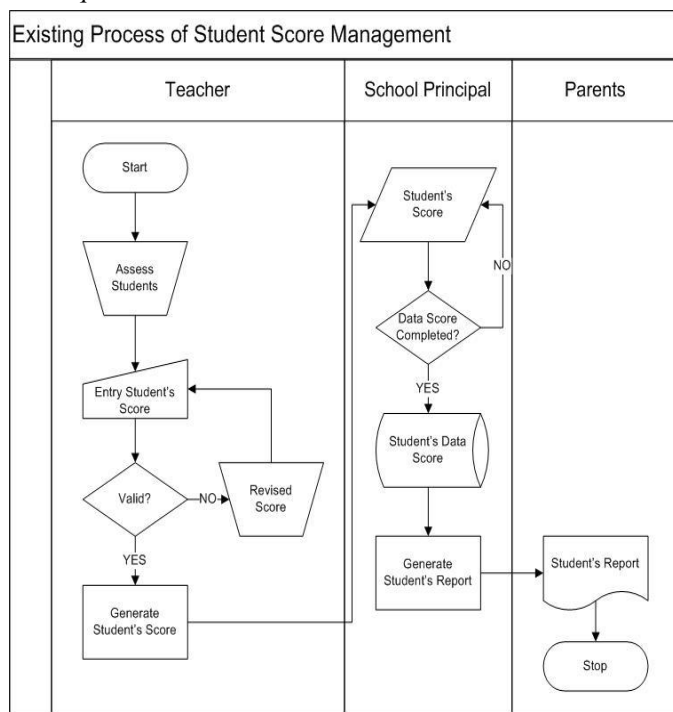 Existing Process of Student Score Management
Teacher
School Principal
Parents
Start
Assess
Students
Entry Student's
Score
Valid?
NO
Revised
Score
YES
Generate
Student's Score
Student's
Score
NO
Data Score
Completed?
YES
Student's Data
Score
Generate
Student's Report
Student's Report
Stop